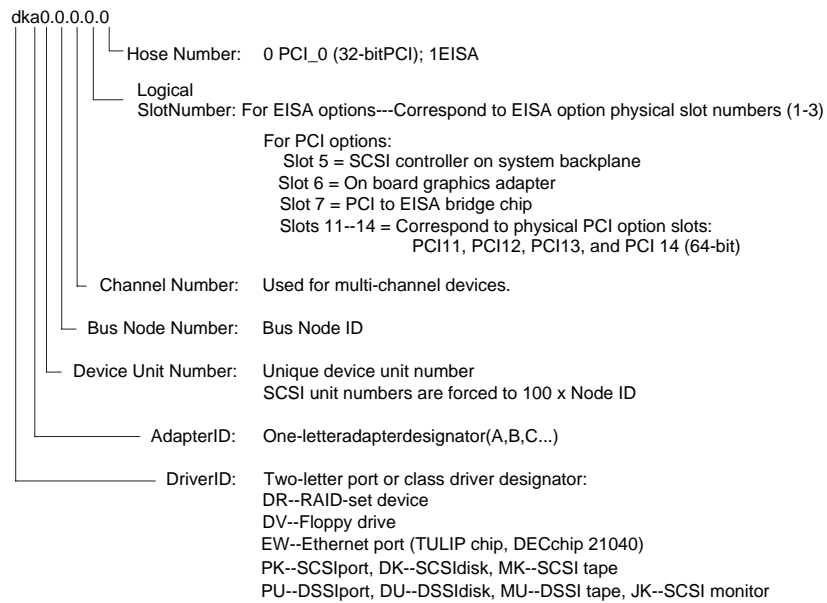 dka0.0.0.0.0
Hose Number: 0 PCI_0 (32-bitPCI); 1EISA
Logical
SlotNumber: For EISA options---Correspond to EISA option physical slot numbers (1-3)
For PCI options:
Slot 5 = SCSI controller on system backplane
Slot 6 = On board graphics adapter
Slot 7 = PCI to EISA bridge chip
Slots 11--14 = Correspond to physical PCI option slots:
PCI11, PCI12, PCI13, and PCI 14 (64-bit)
Channel Number: Used for multi-channel devices.
Bus Node Number: Bus Node ID
Device Unit Number: Unique device unit number
SCSI unit numbers are forced to 100 x Node ID
AdapterID: One-letteradapterdesignator(A,B,C...)
DriverID: Two-letter port or class driver designator:
DR--RAID-set device
DV--Floppy drive
EW--Ethernet port (TULIP chip, DECchip 21040)
PK--SCSIport, DK--SCSIdisk, MK--SCSI tape
PU--DSSIport, DU--DSSIdisk, MU--DSSI tape, JK--SCSI monitor